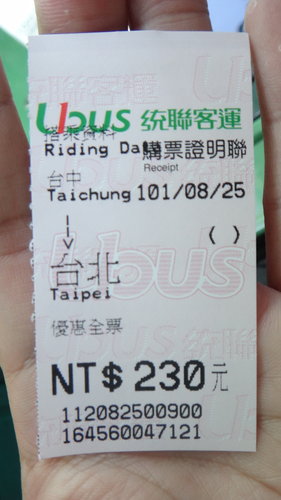 Ubus 統聯客運
搭乘資料
Riding Da 購票證明聯
Receipt
台中
Taichung 101/08/25
( )
台北
Taipei
優惠全票
NT$230元
112082500900
164560047121